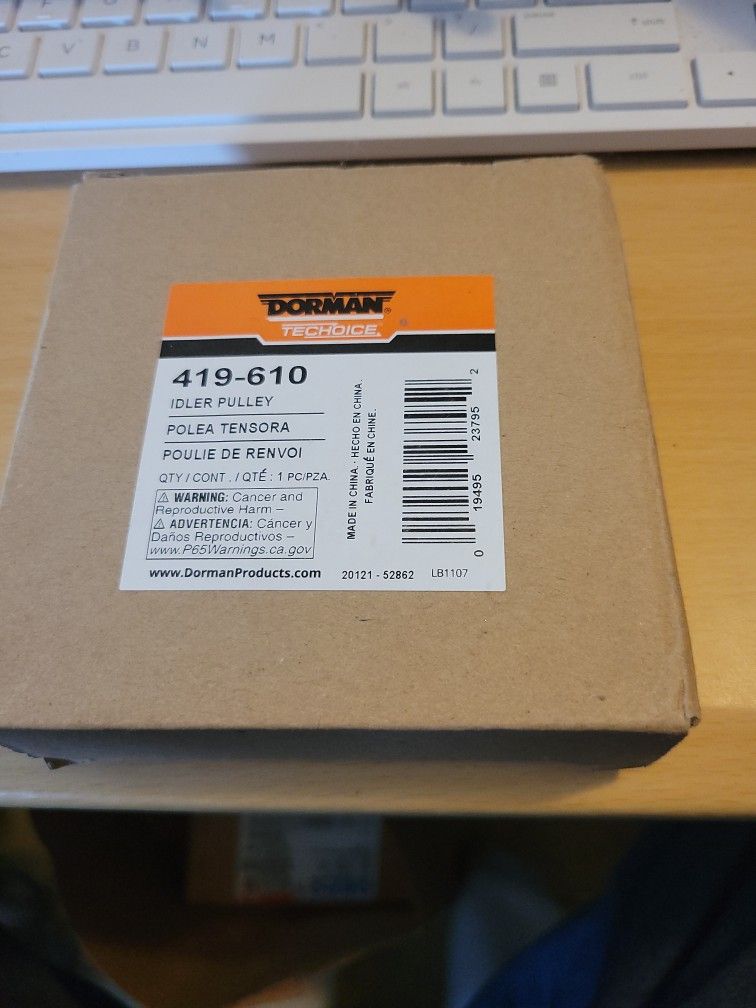 C V B N M
DORMAN®
TECHOICE
419-610
IDLER PULLEY
POLEA TENSORA
POULIE DE RENVOI
QTY / CONT . / QTÉ : 1 PC/PZA.
⚠ WARNING: Cancer and
Reproductive Harm –
⚠ ADVERTENCIA: Cáncer y
Daños Reproductivos –
www.P65Warnings.ca.gov
www.DormanProducts.com
MADE IN CHINA. · HECHO EN CHINA.
FABRIQUÉ EN CHINE.
0 19495 23795 2
20121 - 52862 LB1107